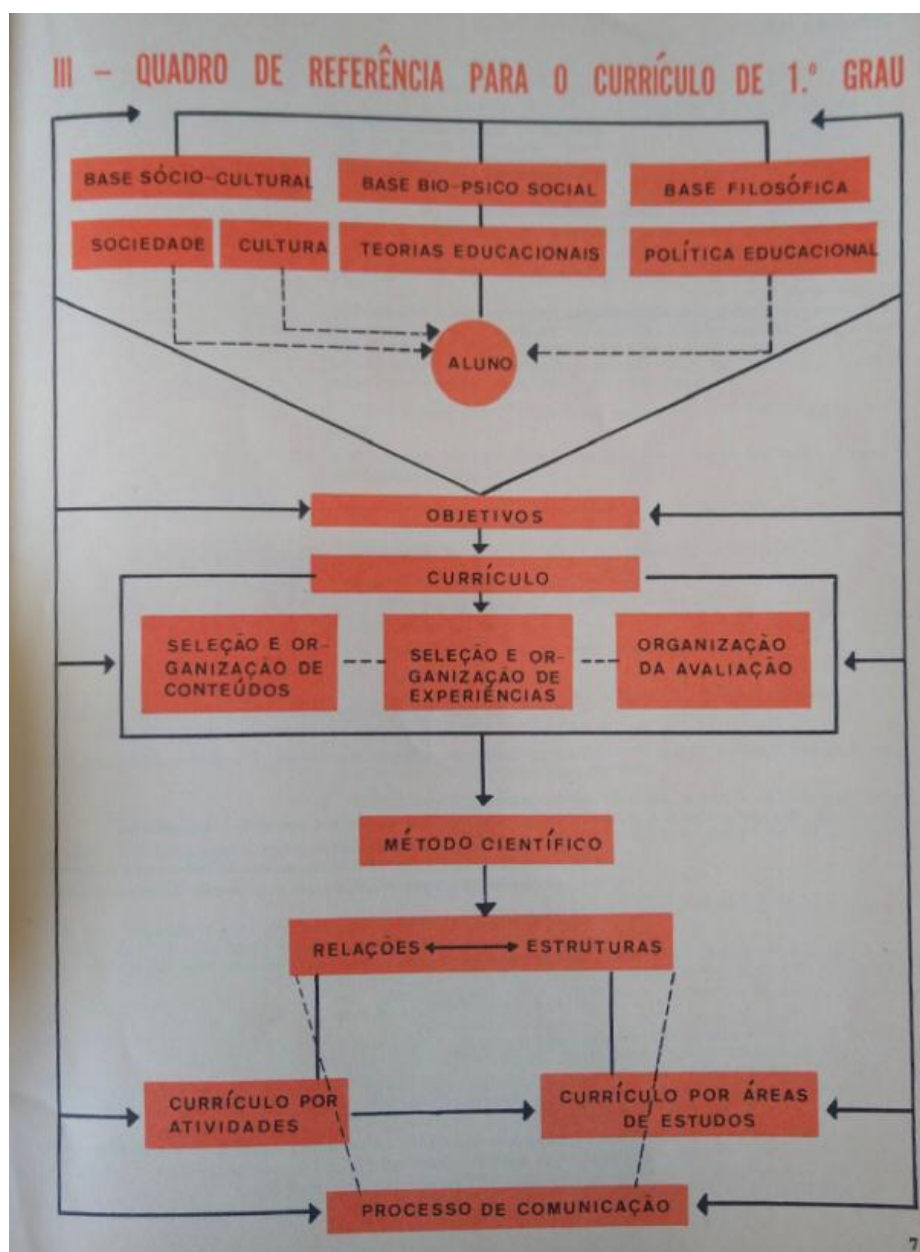 III – QUADRO DE REFERÊNCIA PARA O CURRÍCULO DE 1.º GRAU
BASE SÓCIO-CULTURAL
BASE BIO-PSICO SOCIAL
BASE FILOSÓFICA
SOCIEDADE
CULTURA
TEORIAS EDUCACIONAIS
POLÍTICA EDUCACIONAL
ALUNO
OBJETIVOS
CURRÍCULO
SELEÇÃO E OR-
GANIZAÇÃO DE
CONTEÚDOS
SELEÇÃO E OR-
GANIZAÇÃO DE
EXPERIÊNCIAS
ORGANIZAÇÃO
DA AVALIAÇÃO
MÉTODO CIENTÍFICO
RELAÇÕES ESTRUTURAS
CURRÍCULO POR
ATIVIDADES
CURRÍCULO POR ÁREAS
DE ESTUDOS
PROCESSO DE COMUNICAÇÃO
7